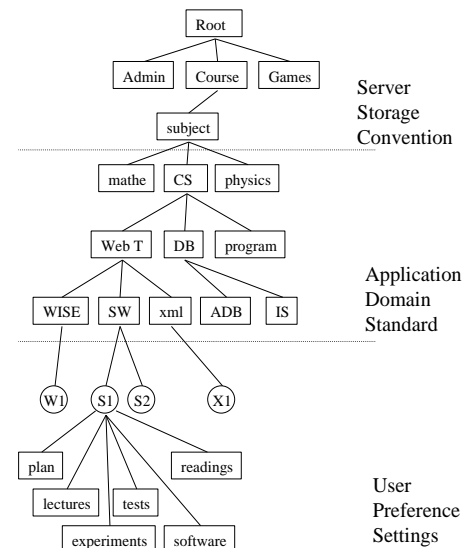 Root
Admin Course Games
Server
Storage
Convention
subject
mathe CS physics
Web T DB program
Application
Domain
Standard
WISE SW xml ADB IS
W1 S1 S2 X1
plan readings
lectures tests
experiments software
User
Preference
Settings